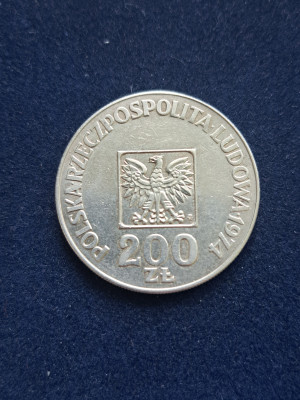 POLSKA RZECZPOSPOLITA LUDOWA 1974
200
ZŁ